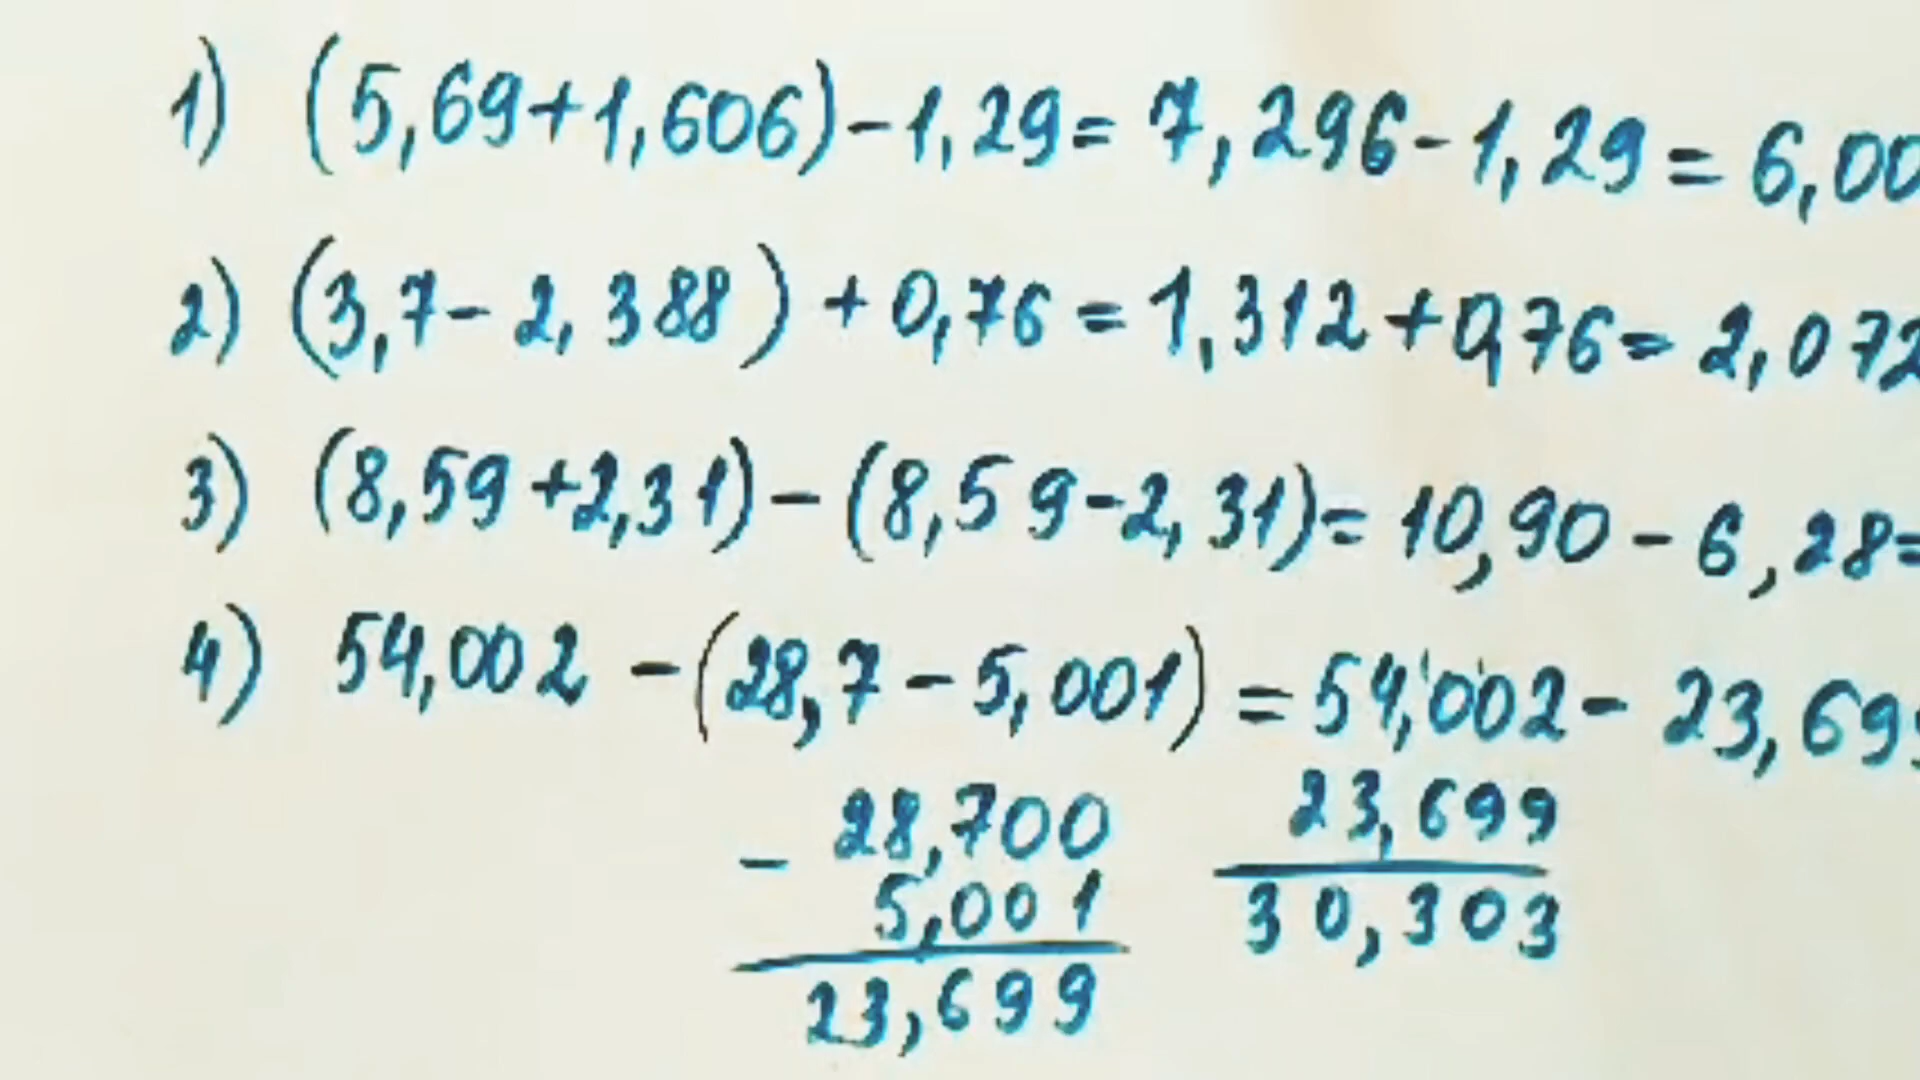 1) (5,69+1,606)-1,29= 7,296-1,29=6,00
2) (3,7-2,388)+0,76=1,312+0,76=2,072
3) (8,59+2,31)-(8,59-2,31)=10,90-6,28=
4) 54,002-(28,7-5,001)=54,002-23,699
- 28,700 23,699
5,001 30,303
23,699